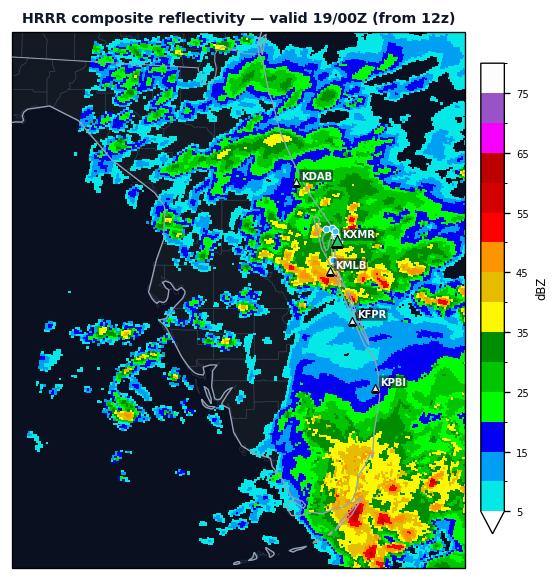 HRRR composite reflectivity — valid 19/00Z (from 12z)
KDAB
KXMR
KMLB
KFPR
KPBI
75
65
55
45
35
25
15
5
dBZ